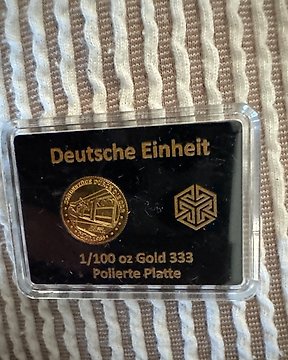 Deutsche Einheit
1/100 oz Gold 333
Polierte Platte